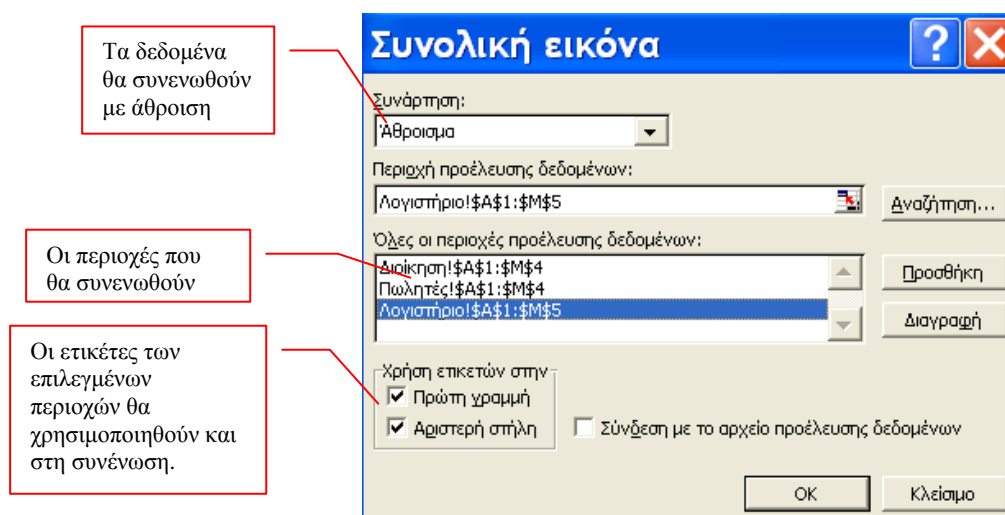 Τα δεδομένα
θα συνενωθούν
με άθροιση
Οι περιοχές που
θα συνενωθούν
Οι ετικέτες των
επιλεγμένων
περιοχών θα
χρησιμοποιηθούν και
στη συνένωση.
Συνολική εικόνα
Συνάρτηση:
Άθροισμα
Περιοχή προέλευσης δεδομένων:
Λογιστήριο!$A$1:$M$5
Αναζήτηση...
Όλες οι περιοχές προέλευσης δεδομένων:
Διοίκηση!$A$1:$M$4
Πωλητές!$A$1:$M$4
Λογιστήριο!$A$1:$M$5
Προσθήκη
Διαγραφή
Χρήση ετικετών στην
Πρώτη γραμμή
Αριστερή στήλη
Σύνδεση με το αρχείο προέλευσης δεδομένων
OK
Κλείσιμο